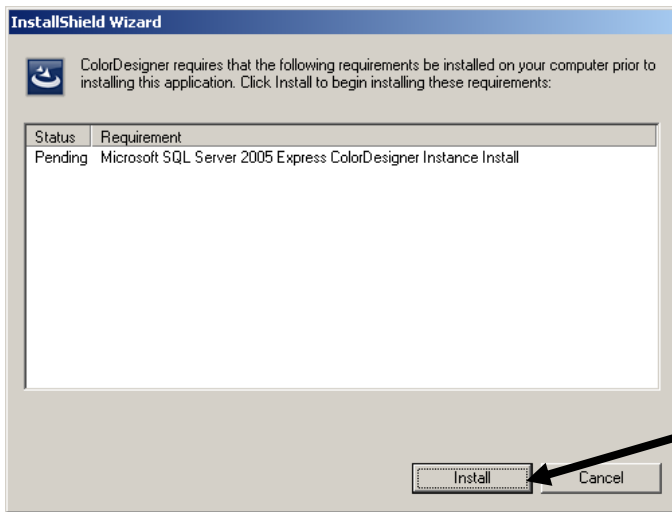 InstallShield Wizard
ColorDesigner requires that the following requirements be installed on your computer prior to
installing this application. Click Install to begin installing these requirements:
Status Requirement
Pending Microsoft SQL Server 2005 Express ColorDesigner Instance Install
Install Cancel